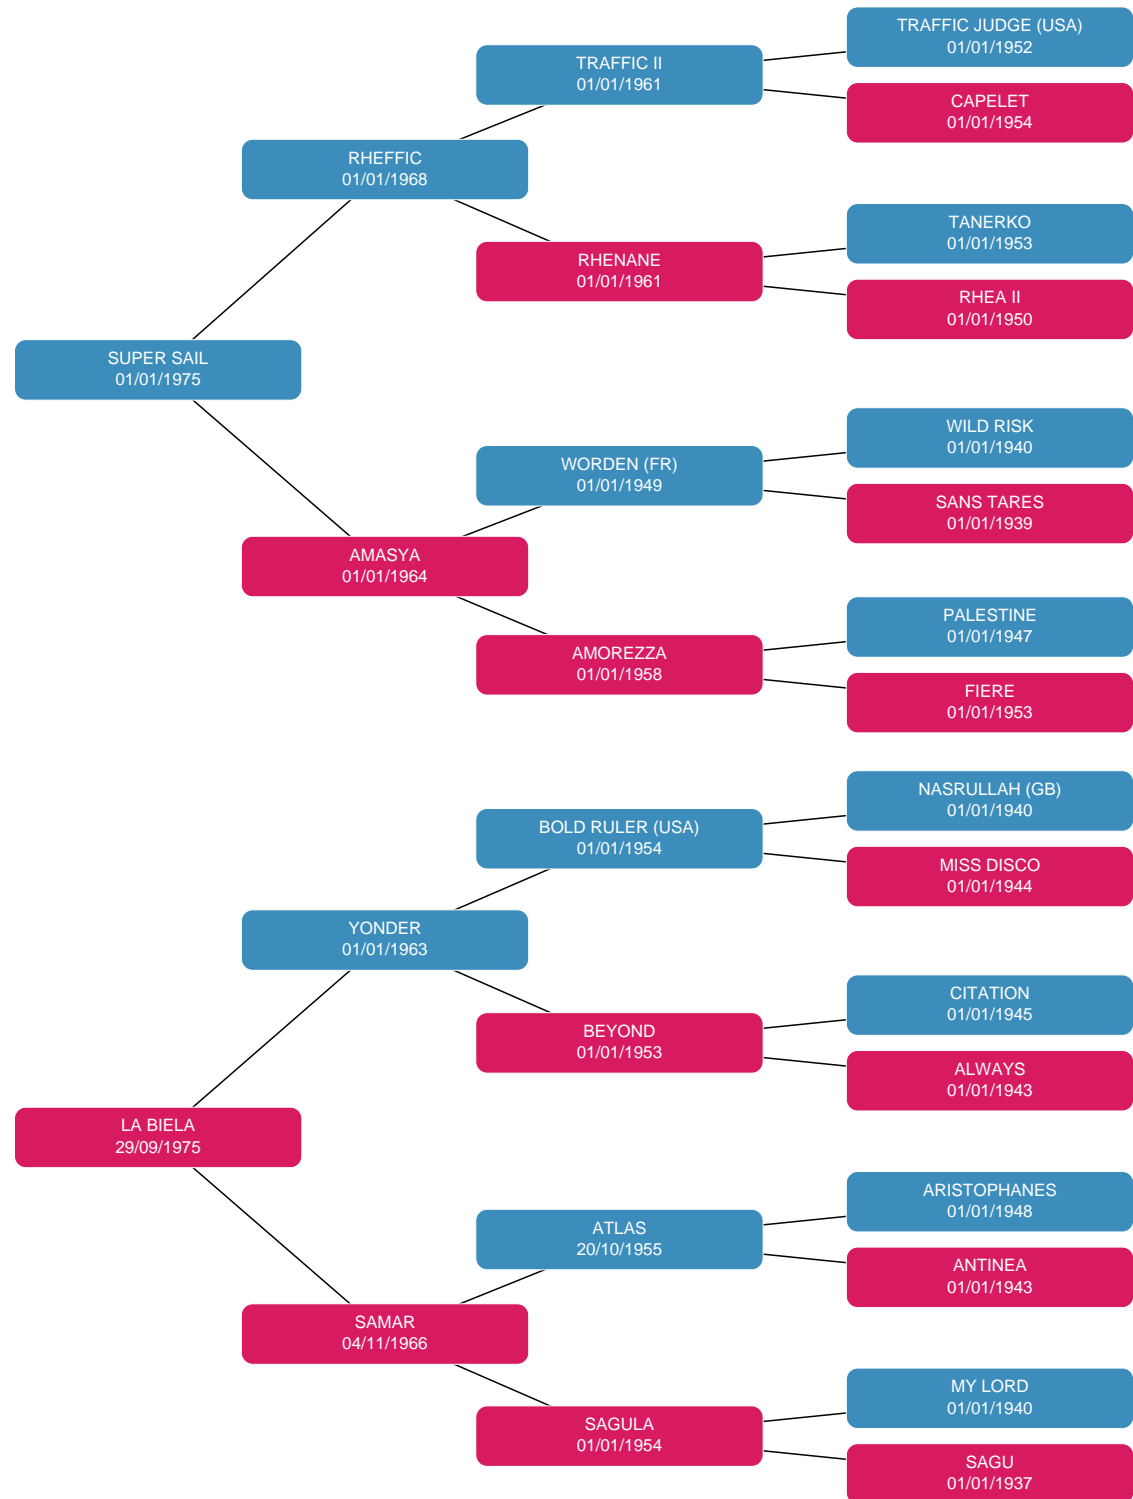 TRAFFIC JUDGE (USA)
01/01/1952
TRAFFIC II
01/01/1961
CAPELET
01/01/1954
RHEFFIC
01/01/1968
TANERKO
01/01/1953
RHENANE
01/01/1961
RHEA II
01/01/1950
SUPER SAIL
01/01/1975
WILD RISK
01/01/1940
WORDEN (FR)
01/01/1949
SANS TARES
01/01/1939
AMASYA
01/01/1964
PALESTINE
01/01/1947
AMOREZZA
01/01/1958
FIERE
01/01/1953
NASRULLAH (GB)
01/01/1940
BOLD RULER (USA)
01/01/1954
MISS DISCO
01/01/1944
YONDER
01/01/1963
CITATION
01/01/1945
BEYOND
01/01/1953
ALWAYS
01/01/1943
LA BIELA
29/09/1975
ARISTOPHANES
01/01/1948
ATLAS
20/10/1955
ANTINEA
01/01/1943
SAMAR
04/11/1966
MY LORD
01/01/1940
SAGULA
01/01/1954
SAGU
01/01/1937